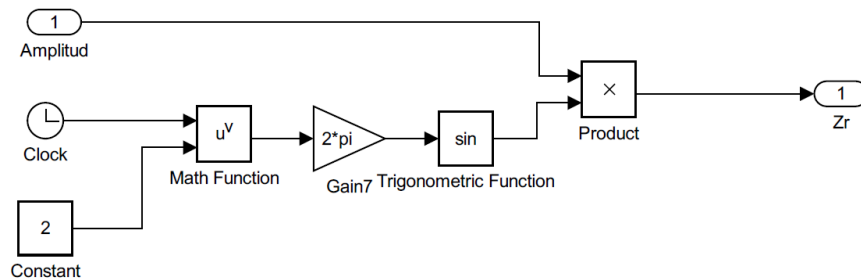 1
Amplitud
Clock
u^v
Math Function
2*pi
Gain7
sin
Trigonometric Function
×
Product
1
Zr
2
Constant